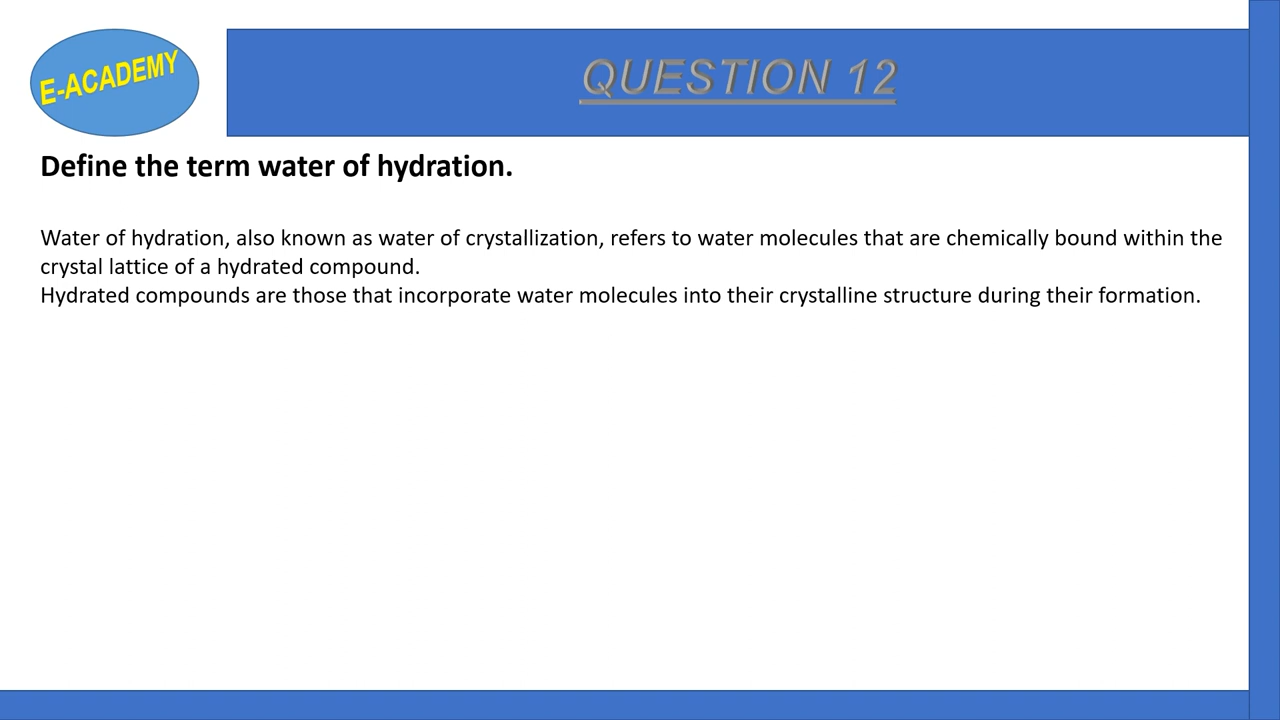 E-ACADEMY
QUESTION 12
Define the term water of hydration.
Water of hydration, also known as water of crystallization, refers to water molecules that are chemically bound within the
crystal lattice of a hydrated compound.
Hydrated compounds are those that incorporate water molecules into their crystalline structure during their formation.